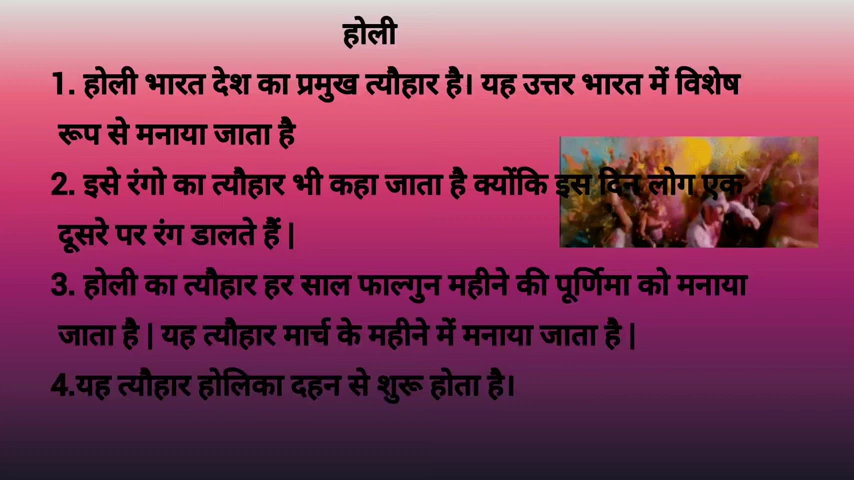 होली
1. होली भारत देश का प्रमुख त्यौहार है। यह उत्तर भारत में विशेष
रूप से मनाया जाता है
2. इसे रंगो का त्यौहार भी कहा जाता है क्योंकि इस दिन लोग एक
दूसरे पर रंग डालते हैं |
3. होली का त्यौहार हर साल फाल्गुन महीने की पूर्णिमा को मनाया
जाता है | यह त्यौहार मार्च के महीने में मनाया जाता है |
4.यह त्यौहार होलिका दहन से शुरू होता है।